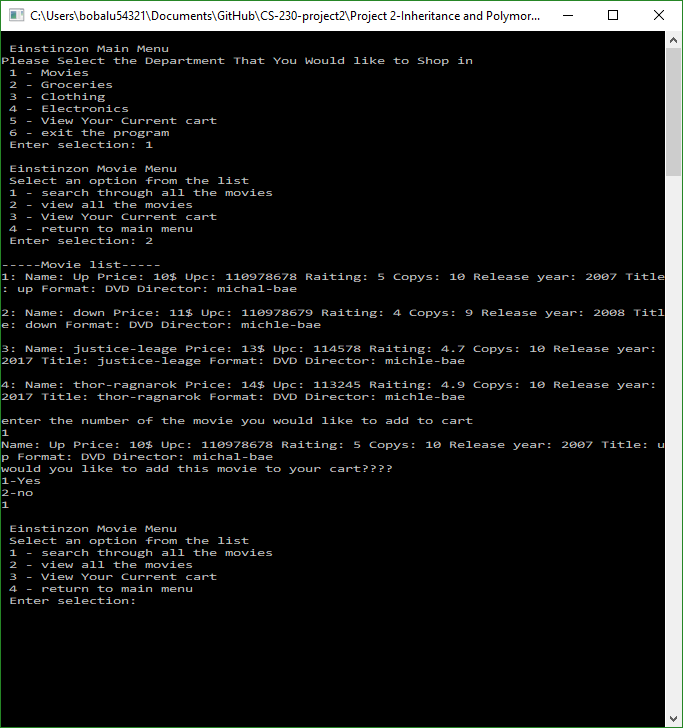 C:\Users\bobalu54321\Documents\GitHub\CS-230-project2\Project 2-Inheritance and Polymor...
Einstinzon Main Menu
Please Select the Department That You Would like to Shop in
1 - Movies
2 - Groceries
3 - Clothing
4 - Electronics
5 - View Your Current cart
6 - exit the program
Enter selection: 1
Einstinzon Movie Menu
Select an option from the list
1 - search through all the movies
2 - view all the movies
3 - View Your Current cart
4 - return to main menu
Enter selection: 2
-----Movie list-----
1: Name: Up Price: 10$ Upc: 110978678 Raiting: 5 Copys: 10 Release year: 2007 Title
: up Format: DVD Director: michal-bae
2: Name: down Price: 11$ Upc: 110978679 Raiting: 4 Copys: 9 Release year: 2008 Titl
e: down Format: DVD Director: michle-bae
3: Name: justice-leage Price: 13$ Upc: 114578 Raiting: 4.7 Copys: 10 Release year:
2017 Title: justice-leage Format: DVD Director: michle-bae
4: Name: thor-ragnarok Price: 14$ Upc: 113245 Raiting: 4.9 Copys: 10 Release year:
2017 Title: thor-ragnarok Format: DVD Director: michle-bae
enter the number of the movie you would like to add to cart
1
Name: Up Price: 10$ Upc: 110978678 Raiting: 5 Copys: 10 Release year: 2007 Title: u
p Format: DVD Director: michal-bae
would you like to add this movie to your cart????
1-Yes
2-no
1
Einstinzon Movie Menu
Select an option from the list
1 - search through all the movies
2 - view all the movies
3 - View Your Current cart
4 - return to main menu
Enter selection: